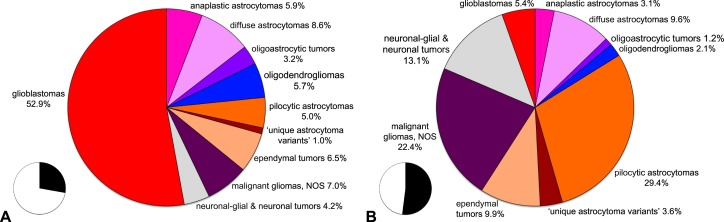 anaplastic astrocytomas 5.9%
diffuse astrocytomas 8.6%
oligoastrocytic tumors
3.2%
oligodendrogliomas
5.7%
pilocytic astrocytomas
5.0%
'unique astrocytoma
variants' 1.0%
ependymal tumors 6.5%
malignant gliomas, NOS 7.0%
neuronal-glial & neuronal tumors 4.2%
glioblastomas
52.9%
A
glioblastomas 5.4%
anaplastic astrocytomas 3.1%
diffuse astrocytomas 9.6%
oligoastrocytic tumors 1.2%
oligodendrogliomas 2.1%
pilocytic astrocytomas
29.4%
'unique astrocytoma variants' 3.6%
ependymal
tumors 9.9%
malignant
gliomas, NOS
22.4%
neuronal-glial &
neuronal tumors
13.1%
B